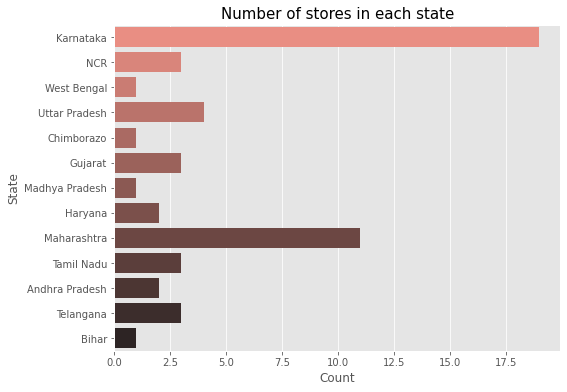 Number of stores in each state
Karnataka
NCR
West Bengal
Uttar Pradesh
Chimborazo
Gujarat
Madhya Pradesh
Haryana
Maharashtra
Tamil Nadu
Andhra Pradesh
Telangana
Bihar
State
0.0 2.5 5.0 7.5 10.0 12.5 15.0 17.5
Count